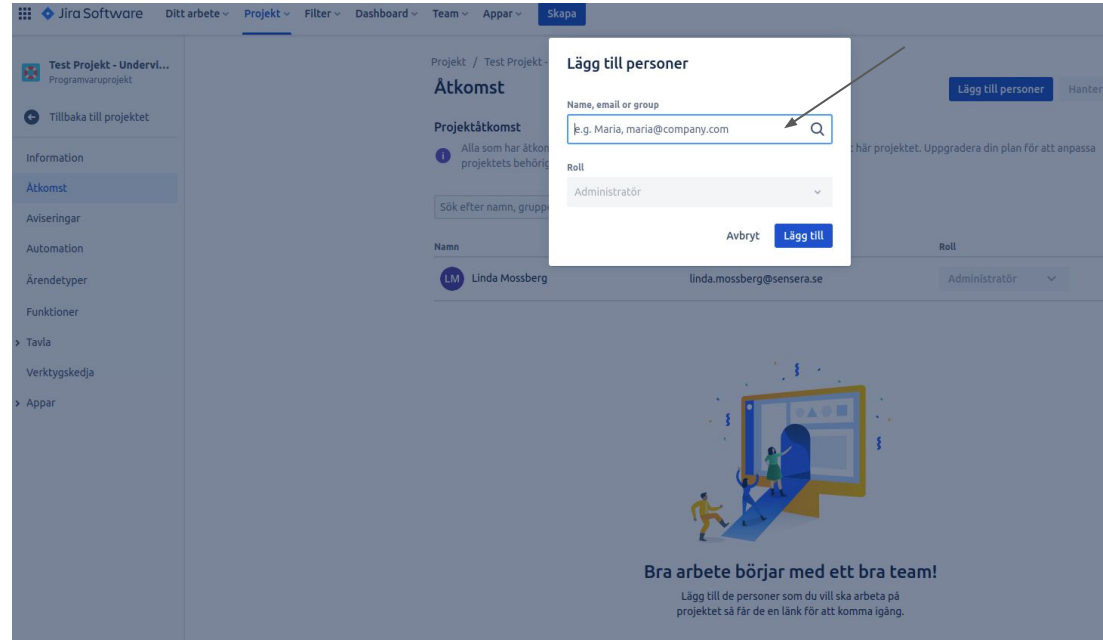 Jira Software Ditt arbete Projekt Filter Dashboard Team Appar Skapa
Test Projekt - Undervi...
Programvaruprojekt
Tillbaka till projektet
Information
Åtkomst
Aviseringar
Automation
Ärendetyper
Funktioner
Tavla
Verktygskedja
Appar
Projekt / Test Projekt -
Åtkomst
Lägg till personer
Projektåtkomst
Alla som har åtkom
här projektet. Uppgradera din plan för att anpassa
projektets behörig
Sök efter namn, gruppe
Namn
Roll
LM Linda Mossberg linda.mossberg@sensera.se Administratör
Lägg till personer
Name, email or group
e.g. Maria, maria@company.com
Roll
Administratör
Avbryt Lägg till
Bra arbete börjar med ett bra team!
Lägg till de personer som du vill ska arbeta på
projektet så får de en länk för att komma igång.